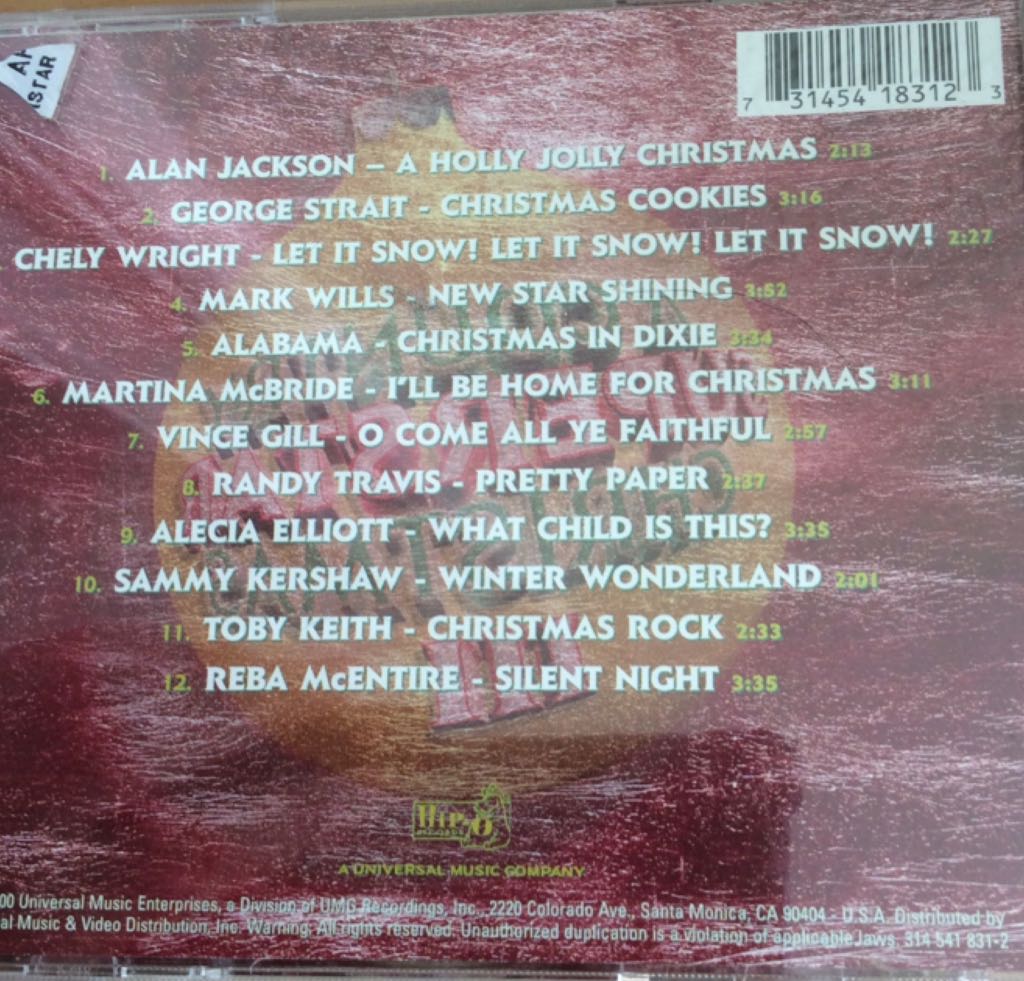 AR
ISTAR
7 31454 18312 3
1. ALAN JACKSON – A HOLLY JOLLY CHRISTMAS 2:13
2. GEORGE STRAIT - CHRISTMAS COOKIES 3:16
CHELY WRIGHT - LET IT SNOW! LET IT SNOW! LET IT SNOW! 2:27
4. MARK WILLS - NEW STAR SHINING 3:52
5. ALABAMA - CHRISTMAS IN DIXIE 3:34
6. MARTINA McBRIDE - I'LL BE HOME FOR CHRISTMAS 3:11
7. VINCE GILL - O COME ALL YE FAITHFUL 2:57
8. RANDY TRAVIS - PRETTY PAPER 2:37
9. ALECIA ELLIOTT - WHAT CHILD IS THIS? 3:35
10. SAMMY KERSHAW - WINTER WONDERLAND 2:01
11. TOBY KEITH - CHRISTMAS ROCK 2:33
12. REBA McENTIRE - SILENT NIGHT 3:35
HIP-O
RECORDS
A UNIVERSAL MUSIC COMPANY
00 Universal Music Enterprises, a Division of UMG Recordings, Inc., 2220 Colorado Ave., Santa Monica, CA 90404 - U.S.A. Distributed by
al Music & Video Distribution, Inc. Warning: All rights reserved. Unauthorized duplication is a violation of applicable laws. 314 541 831-2